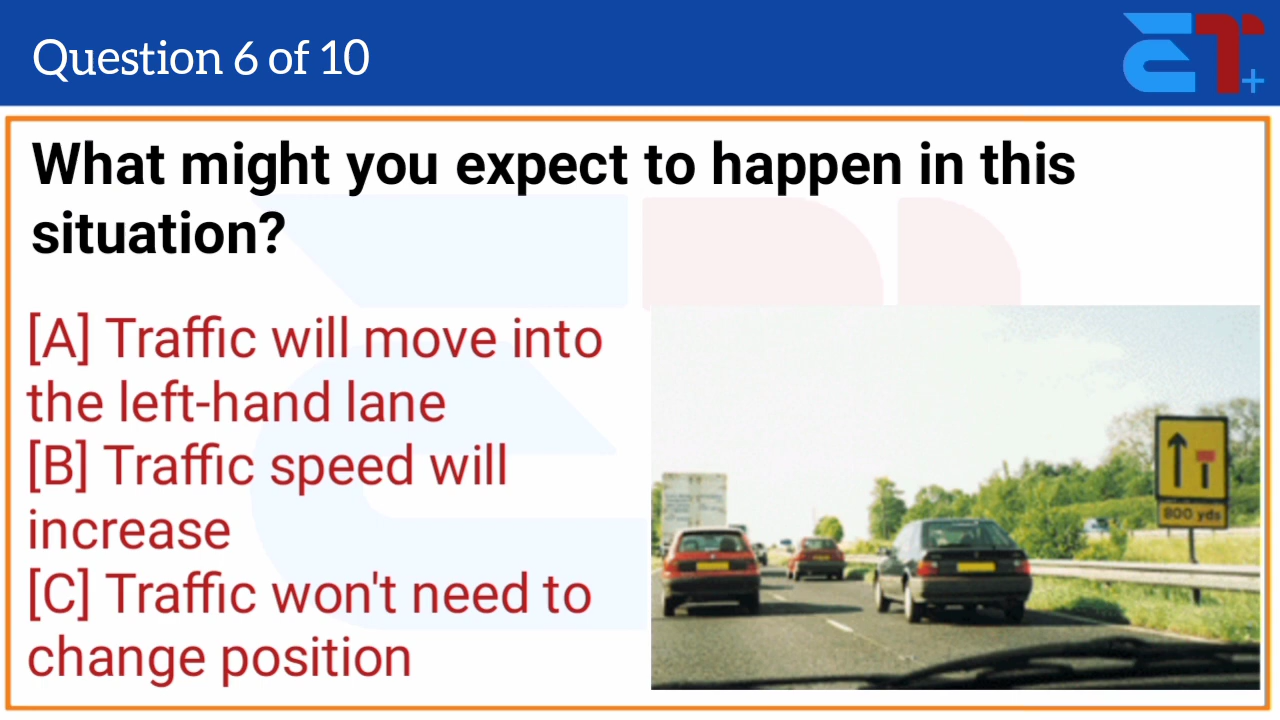 Question 6 of 10
ET+
What might you expect to happen in this
situation?
[A] Traffic will move into
the left-hand lane
[B] Traffic speed will
increase
[C] Traffic won't need to
change position
800 yds